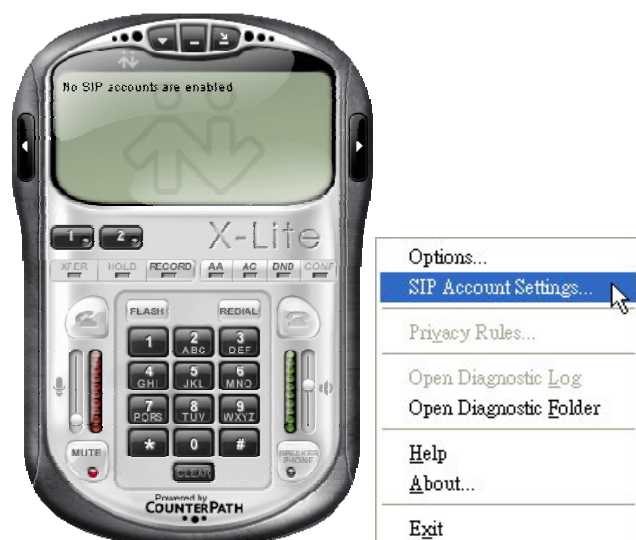 No SIP accounts are enabled
1 2
X-Lite
XFER HOLD RECORD AA AC DND CONF
FLASH REDIAL
1 2 ABC 3 DEF
4 GHI 5 JKL 6 MNO
7 PQRS 8 TUV 9 WXYZ
* 0 #
MUTE
SPEAKER PHONE
CLEAR
Powered by
COUNTERPATH
Options...
SIP Account Settings...
Privacy Rules...
Open Diagnostic Log
Open Diagnostic Folder
Help
About...
Exit